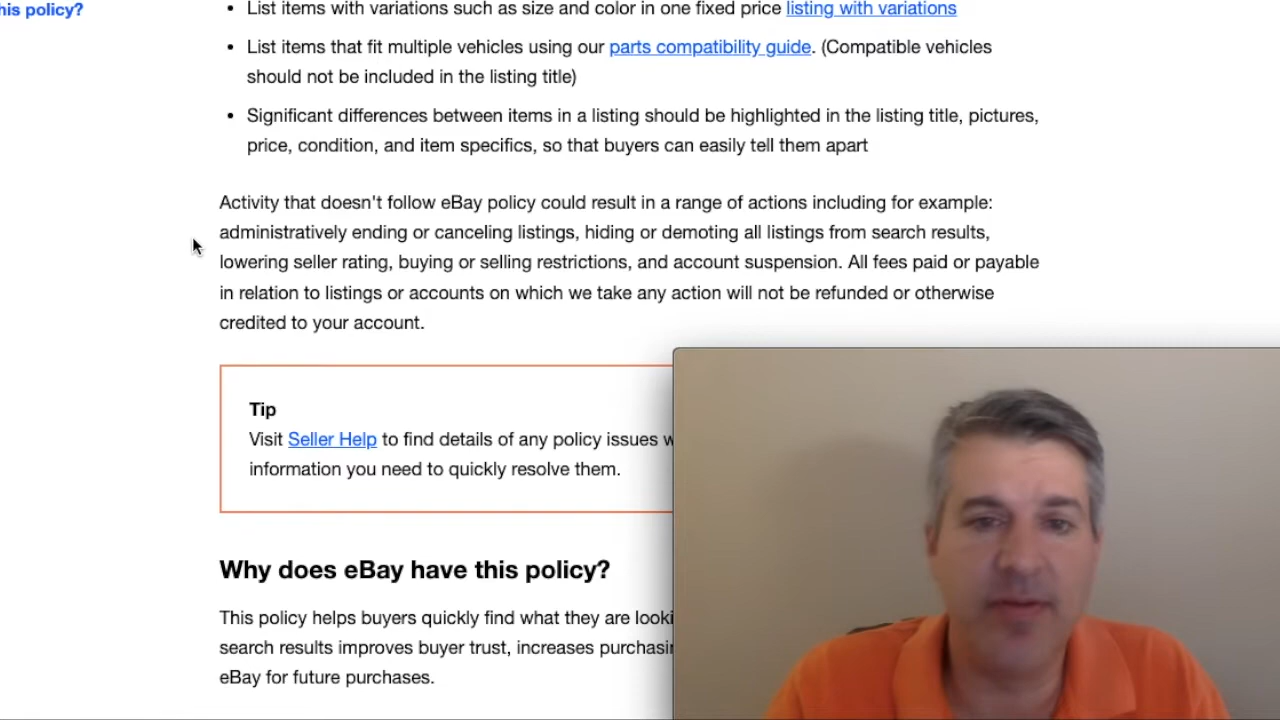 his policy?
List items with variations such as size and color in one fixed price listing with variations
List items that fit multiple vehicles using our parts compatibility guide. (Compatible vehicles
should not be included in the listing title)
Significant differences between items in a listing should be highlighted in the listing title, pictures,
price, condition, and item specifics, so that buyers can easily tell them apart
Activity that doesn't follow eBay policy could result in a range of actions including for example:
administratively ending or canceling listings, hiding or demoting all listings from search results,
lowering seller rating, buying or selling restrictions, and account suspension. All fees paid or payable
in relation to listings or accounts on which we take any action will not be refunded or otherwise
credited to your account.
Tip
Visit Seller Help to find details of any policy issues
information you need to quickly resolve them.
Why does eBay have this policy?
This policy helps buyers quickly find what they are
search results improves buyer trust, increases
eBay for future purchases.